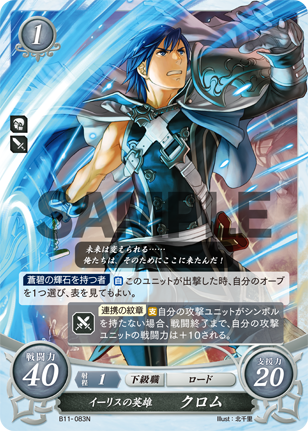 1
SAMPLE
未来は変えられる……
俺たちは、そのためにここに来たんだ!
蒼碧の輝石を持つ者 自 このユニットが出撃した時、自分のオーブ
を1つ選び、表を見てもよい。
連携の紋章 支 自分の攻撃ユニットがシンボル
を持たない場合、戦闘終了まで、自分の攻撃
ユニットの戦闘力は+10される。
戦闘力 40
射程 1 下級職 ロード
支援力 20
イーリスの英雄 クロム
B11-063N
Illust:北千里